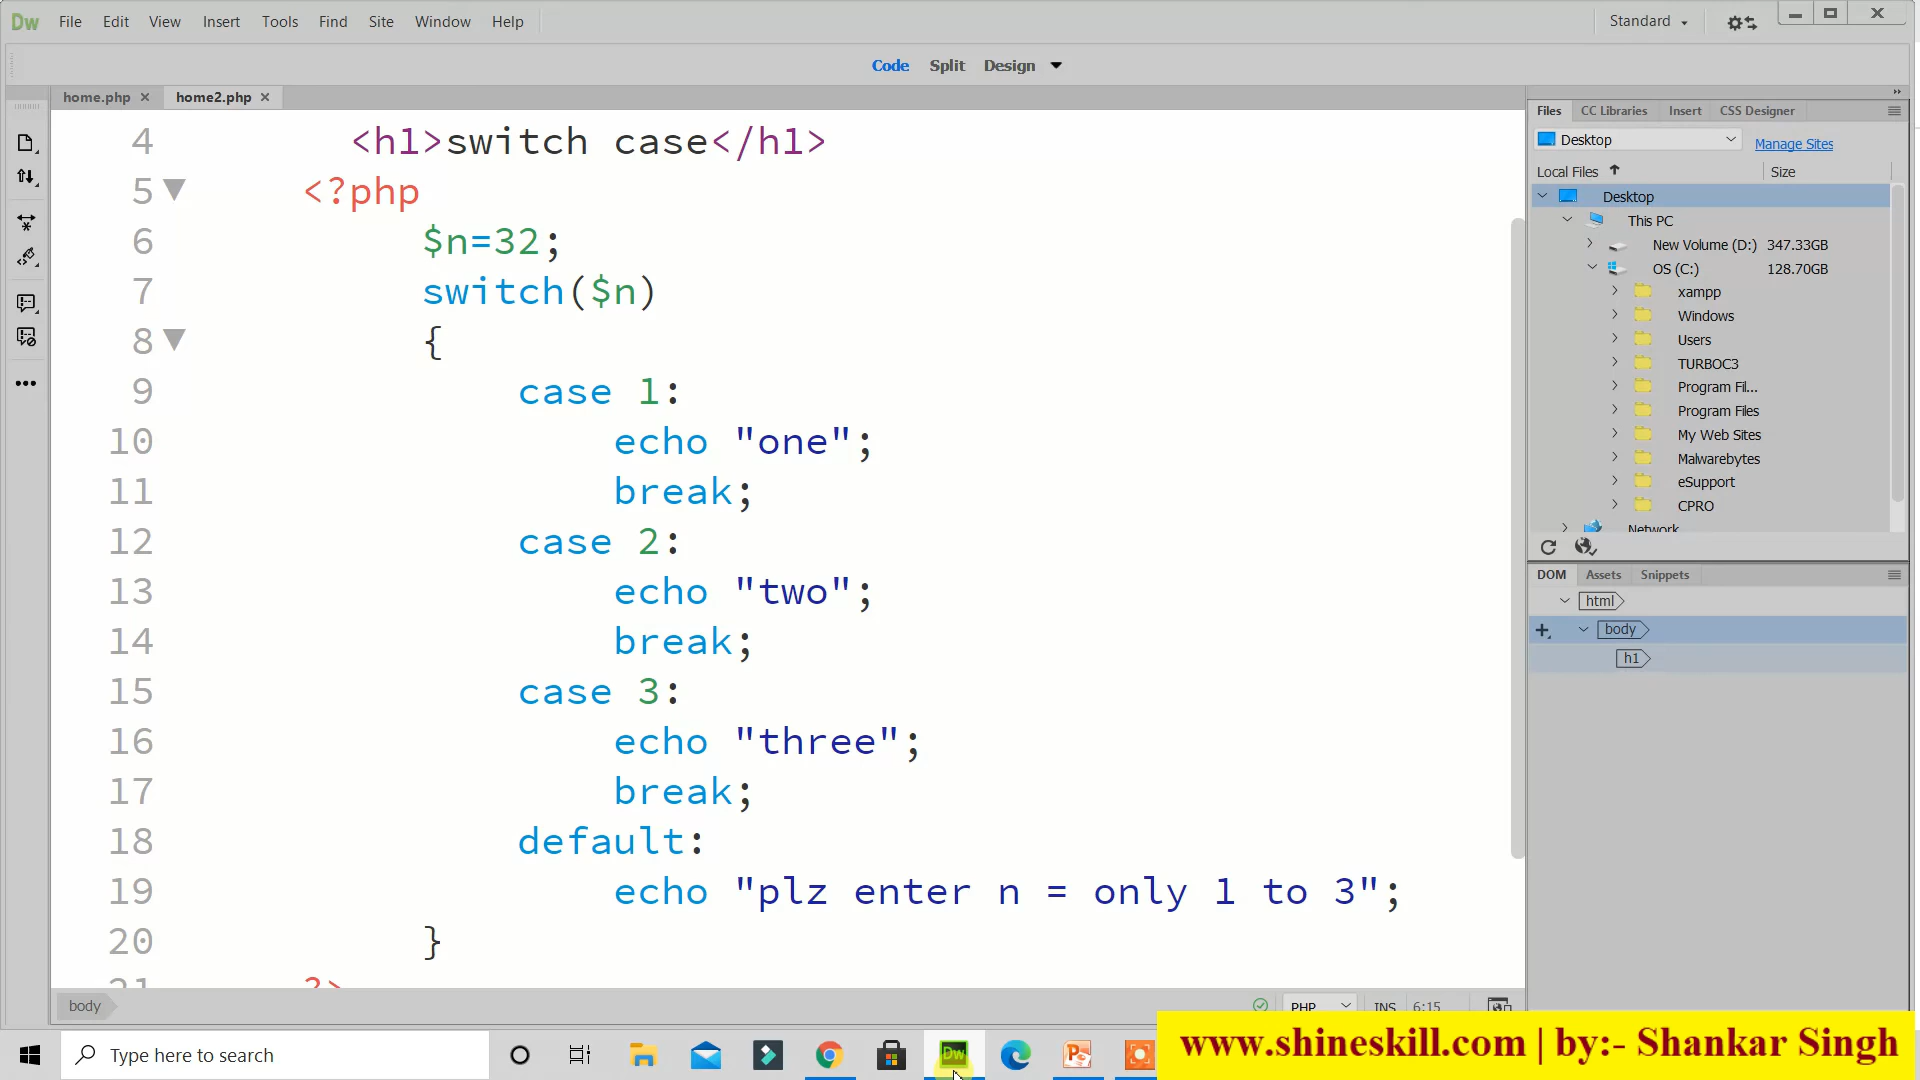 Dw File Edit View Insert Tools Find Site Window Help Standard
Code Split Design
home.php × home2.php ×
4 <h1>switch case</h1>
5 <?php
6 $n=32;
7 switch($n)
8 {
9 case 1:
10 echo "one";
11 break;
12 case 2:
13 echo "two";
14 break;
15 case 3:
16 echo "three";
17 break;
18 default:
19 echo "plz enter n = only 1 to 3";
20 }
21 ?>
body
PHP INS 6:15
Files CC Libraries Insert CSS Designer
Desktop Manage Sites
Local Files Size
Desktop
This PC
New Volume (D:) 347.33GB
OS (C:) 128.70GB
xampp
Windows
Users
TURBOC3
Program Fil...
Program Files
My Web Sites
Malwarebytes
eSupport
CPRO
Network
DOM Assets Snippets
html
body
h1
Type here to search
Dw
www.shineskill.com | by:- Shankar Singh